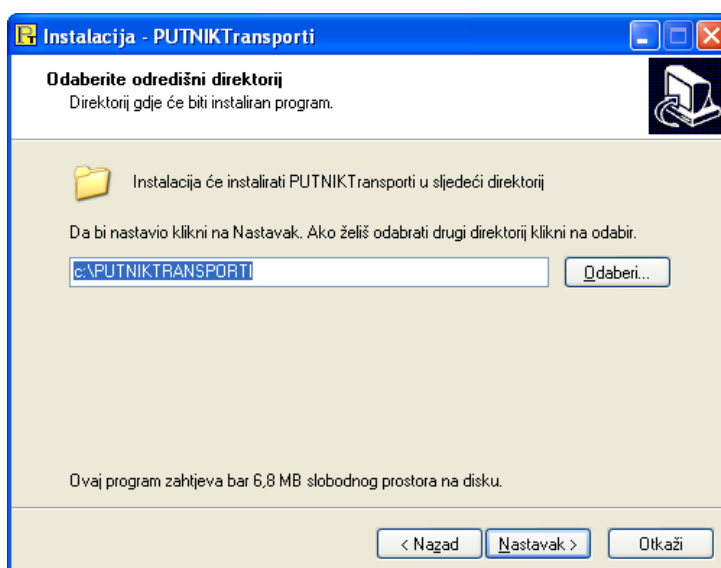 Instalacija - PUTNIKTransporti
Odaberite odredišni direktorij
Direktorij gdje će biti instaliran program.
Instalacija će instalirati PUTNIKTransporti u sljedeći direktorij
Da bi nastavio klikni na Nastavak. Ako želiš odabrati drugi direktorij klikni na odabir.
c:\PUTNIKTRANSPORTI
Odaberi...
Ovaj program zahtjeva bar 6,8 MB slobodnog prostora na disku.
< Nazad
Nastavak >
Otkaži